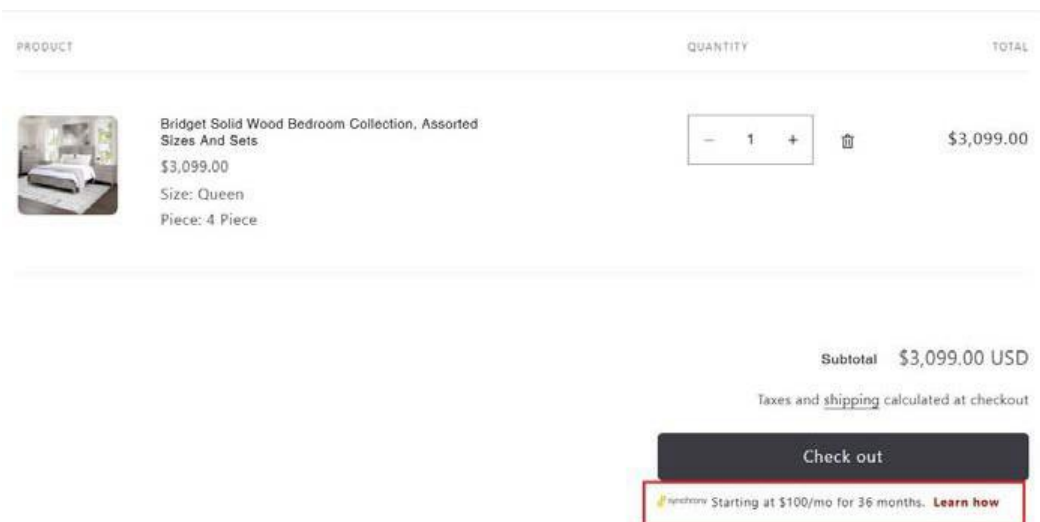 PRODUCT
QUANTITY
TOTAL
Bridget Solid Wood Bedroom Collection, Assorted
Sizes And Sets
$3,099.00
Size: Queen
Piece: 4 Piece
− 1 +
$3,099.00
Subtotal $3,099.00 USD
Taxes and shipping calculated at checkout
Check out
synchrony Starting at $100/mo for 36 months. Learn how